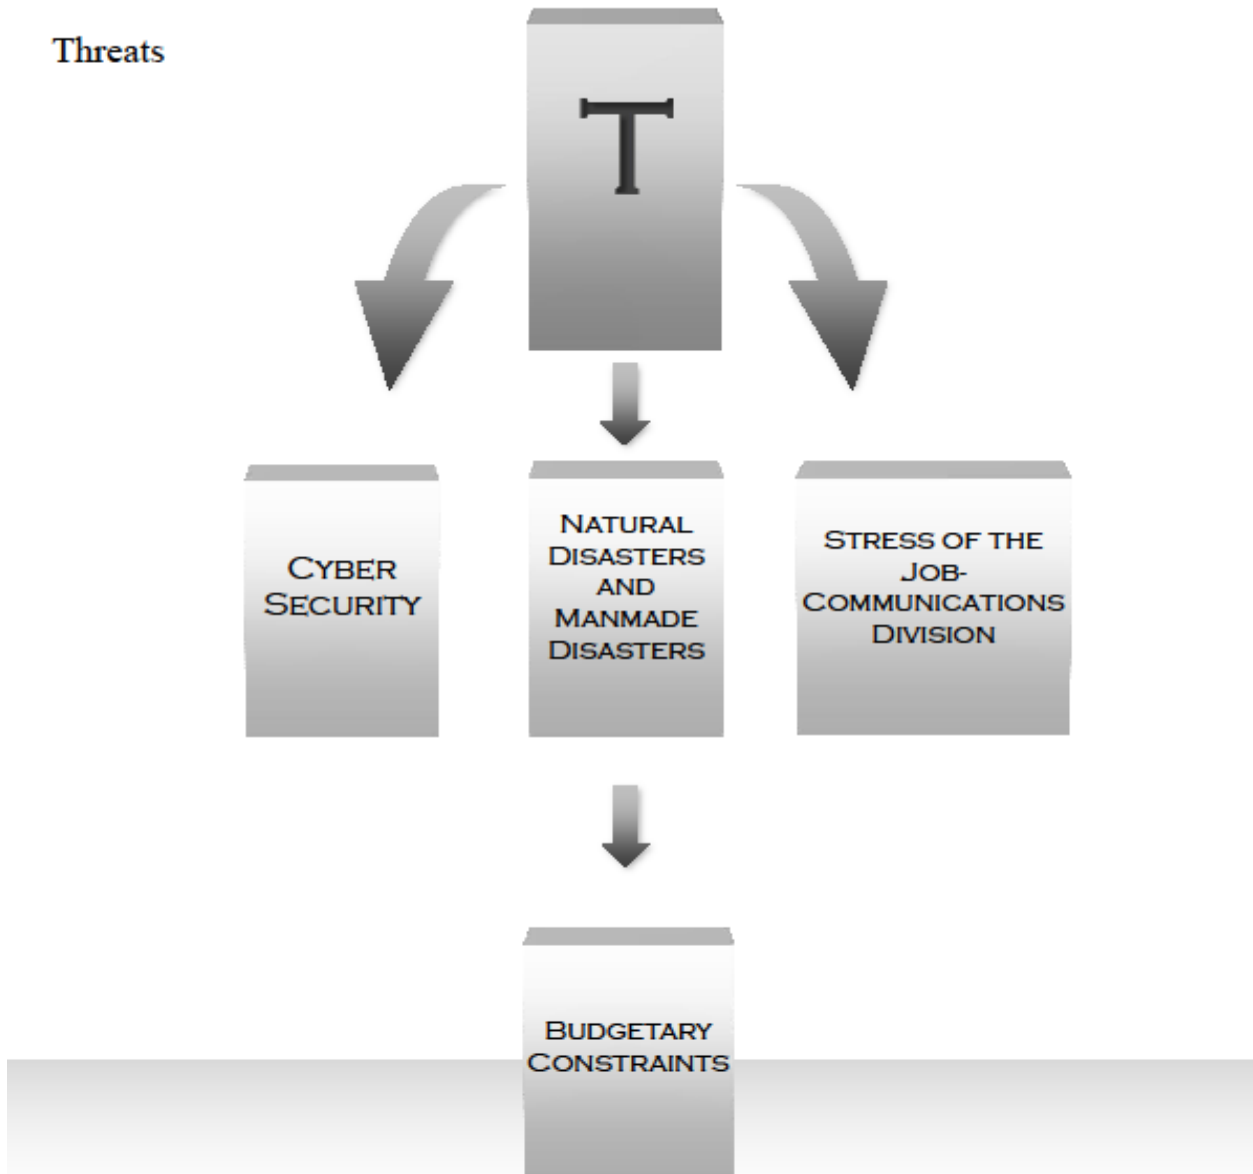 Threats
T
Cyber
Security
Natural
Disasters
and
Manmade
Disasters
Stress of the
Job-
Communications
Division
Budgetary
Constraints